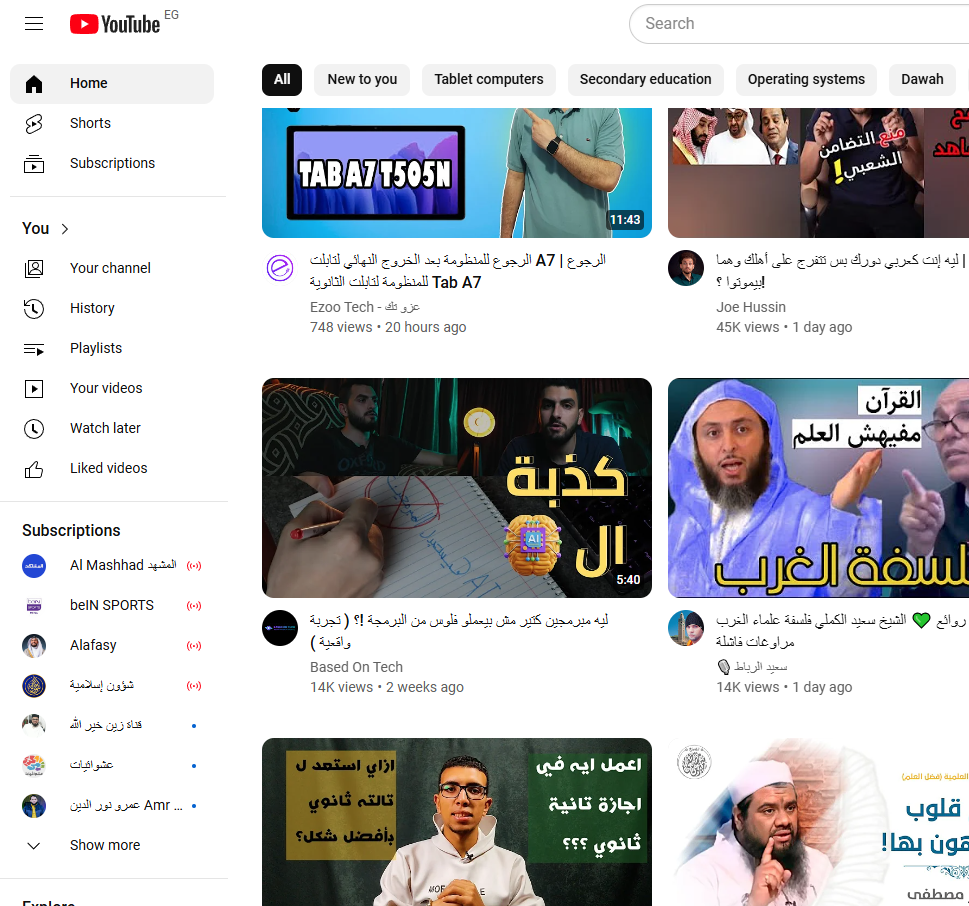 YouTube EG
Search
Home
Shorts
Subscriptions
You
Your channel
History
Playlists
Your videos
Watch later
Liked videos
Subscriptions
Al Mashhad المشهد
beIN SPORTS
Alafasy
شؤون إسلامية
قناة زين خير الله
عشوائيات
عمرو نور الدين Amr ...
Show more
All
New to you
Tablet computers
Secondary education
Operating systems
Dawah
TAB A7 T505N
11:43
الرجوع للمنظومة بعد الخروج النهائي لتابلت A7 | الرجوع
للمنظومة لتابلت الثانوية Tab A7
Ezoo Tech - عزو تك
748 views • 20 hours ago
منع التضامن
الشعبي!
ليه إنت كعربي دورك بس تتفرج على أهلك وهما |
بيموتوا ؟!
Joe Hussin
45K views • 1 day ago
كذبة
ال
AI
5:40
ليه مبرمجين كتير مش بيعملو فلوس من البرمجة !؟ ( تجربة
واقعية )
Based On Tech
14K views • 2 weeks ago
القرآن
مفيهش العلم
فلسفة الغرب
روائع 💚 الشيخ سعيد الكملي فلسفة علماء الغرب
مراوغات فاشلة
سعيد الرباط 🎙
14K views • 1 day ago
ازاي استعد ل
تالته ثانوي
بأفضل شكل؟
اعمل ايه في
اجازة تانية
ثانوي ؟؟؟
قلوب
مصطفى